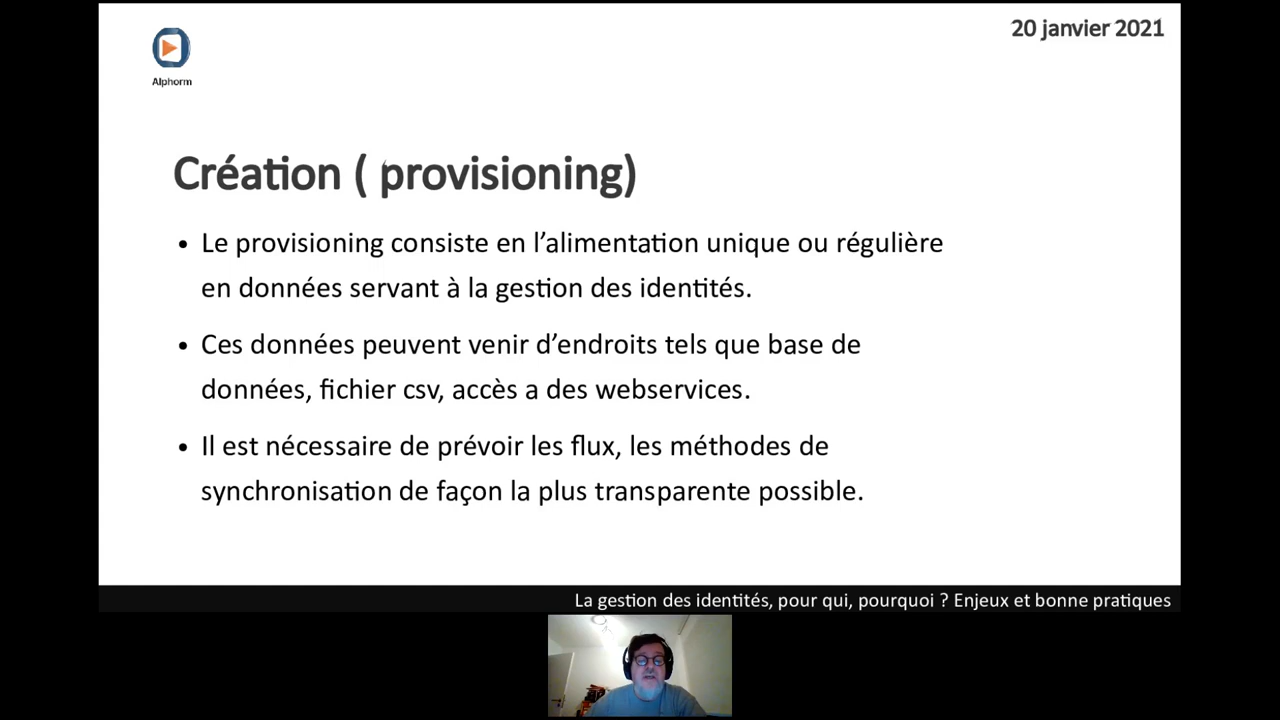 20 janvier 2021
Alphorm
Création ( provisioning)
• Le provisioning consiste en l’alimentation unique ou régulière
en données servant à la gestion des identités.
• Ces données peuvent venir d’endroits tels que base de
données, fichier csv, accès a des webservices.
• Il est nécessaire de prévoir les flux, les méthodes de
synchronisation de façon la plus transparente possible.
La gestion des identités, pour qui, pourquoi ? Enjeux et bonne pratiques